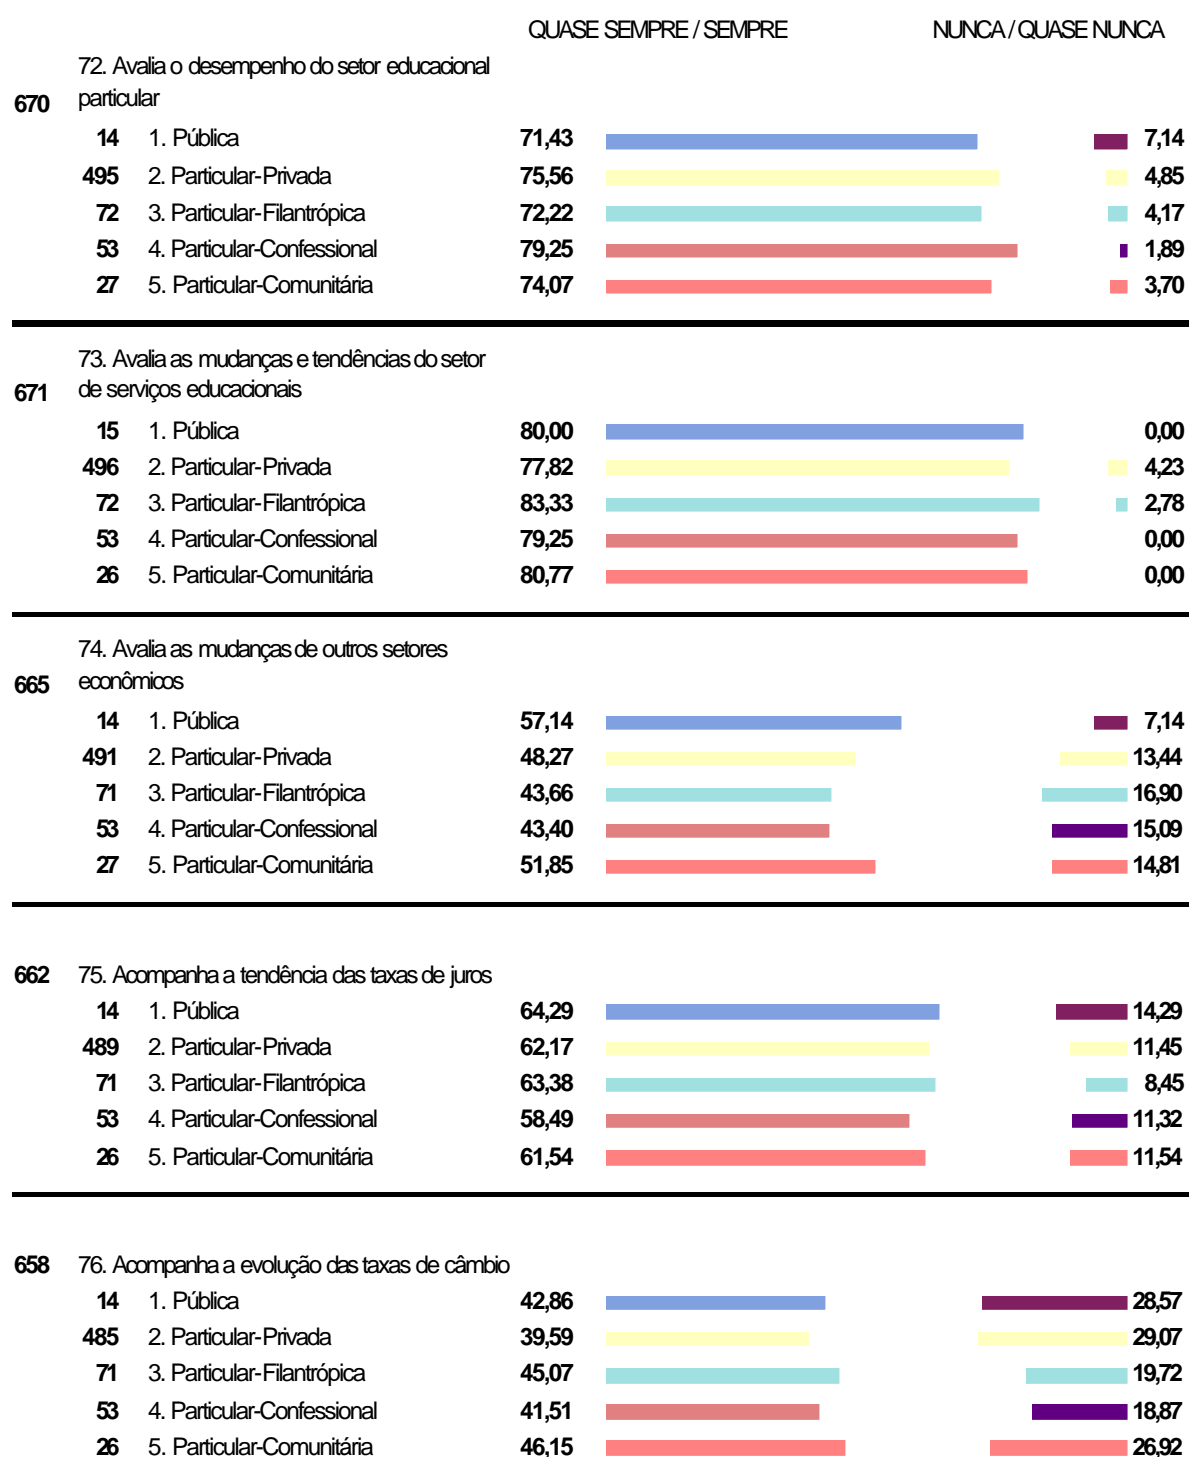 QUASE SEMPRE / SEMPRE NUNCA / QUASE NUNCA
72. Avalia o desempenho do setor educacional
670 particular
14 1. Pública 71,43 7,14
495 2. Particular-Privada 75,56 4,85
72 3. Particular-Filantrópica 72,22 4,17
53 4. Particular-Confessional 79,25 1,89
27 5. Particular-Comunitária 74,07 3,70
73. Avalia as mudanças e tendências do setor
671 de serviços educacionais
15 1. Pública 80,00 0,00
496 2. Particular-Privada 77,82 4,23
72 3. Particular-Filantrópica 83,33 2,78
53 4. Particular-Confessional 79,25 0,00
26 5. Particular-Comunitária 80,77 0,00
74. Avalia as mudanças de outros setores
665 econômicos
14 1. Pública 57,14 7,14
491 2. Particular-Privada 48,27 13,44
71 3. Particular-Filantrópica 43,66 16,90
53 4. Particular-Confessional 43,40 15,09
27 5. Particular-Comunitária 51,85 14,81
662 75. Acompanha a tendência das taxas de juros
14 1. Pública 64,29 14,29
489 2. Particular-Privada 62,17 11,45
71 3. Particular-Filantrópica 63,38 8,45
53 4. Particular-Confessional 58,49 11,32
26 5. Particular-Comunitária 61,54 11,54
658 76. Acompanha a evolução das taxas de câmbio
14 1. Pública 42,86 28,57
485 2. Particular-Privada 39,59 29,07
71 3. Particular-Filantrópica 45,07 19,72
53 4. Particular-Confessional 41,51 18,87
26 5. Particular-Comunitária 46,15 26,92